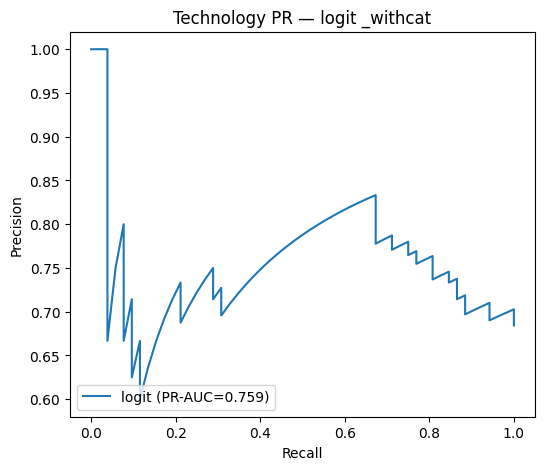 Technology PR — logit _withcat
1.00
0.95
0.90
0.85
0.80
0.75
0.70
0.65
0.60
Precision
logit (PR-AUC=0.759)
0.0 0.2 0.4 0.6 0.8 1.0
Recall